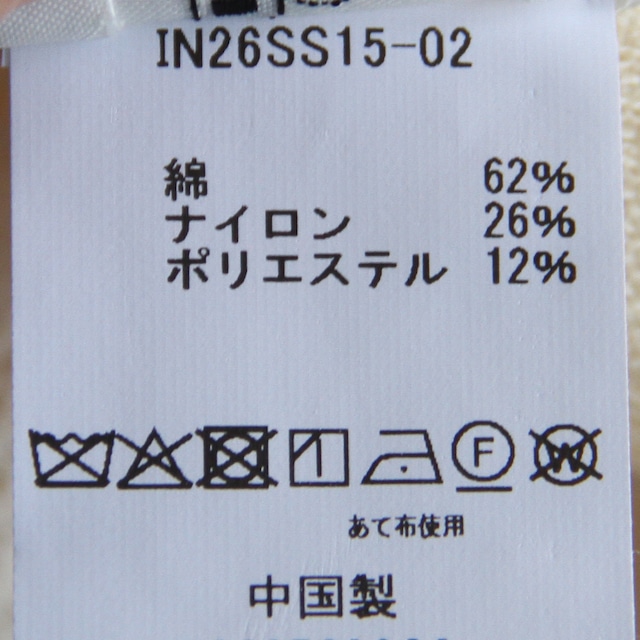 IN26SS15-02
綿 62%
ナイロン 26%
ポリエステル 12%
F W
あて布使用
中国製